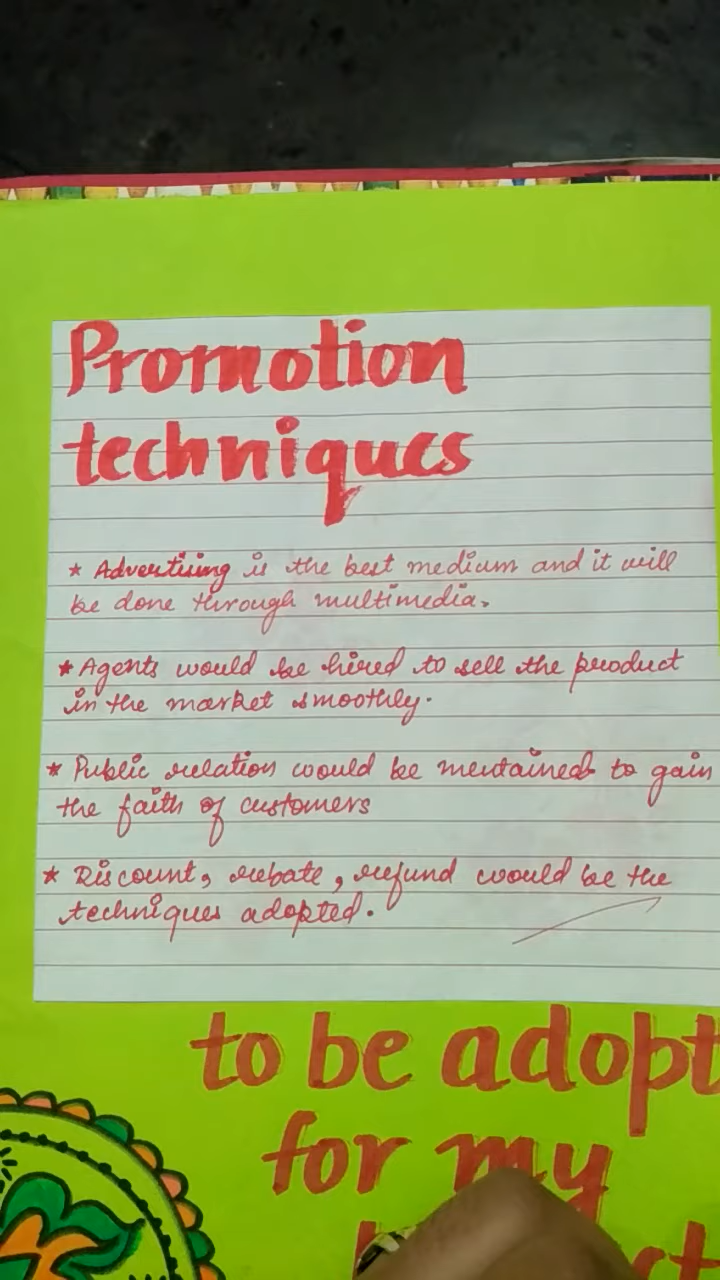 Promotion
techniques
* Advertising is the best medium and it will
be done through multimedia.
* Agents would be hired to sell the product
in the market smoothly.
* Public relation would be mentained to gain
the faith of customers
* Discount, rebate, refund would be the
techniques adopted.
to be adopt
for my